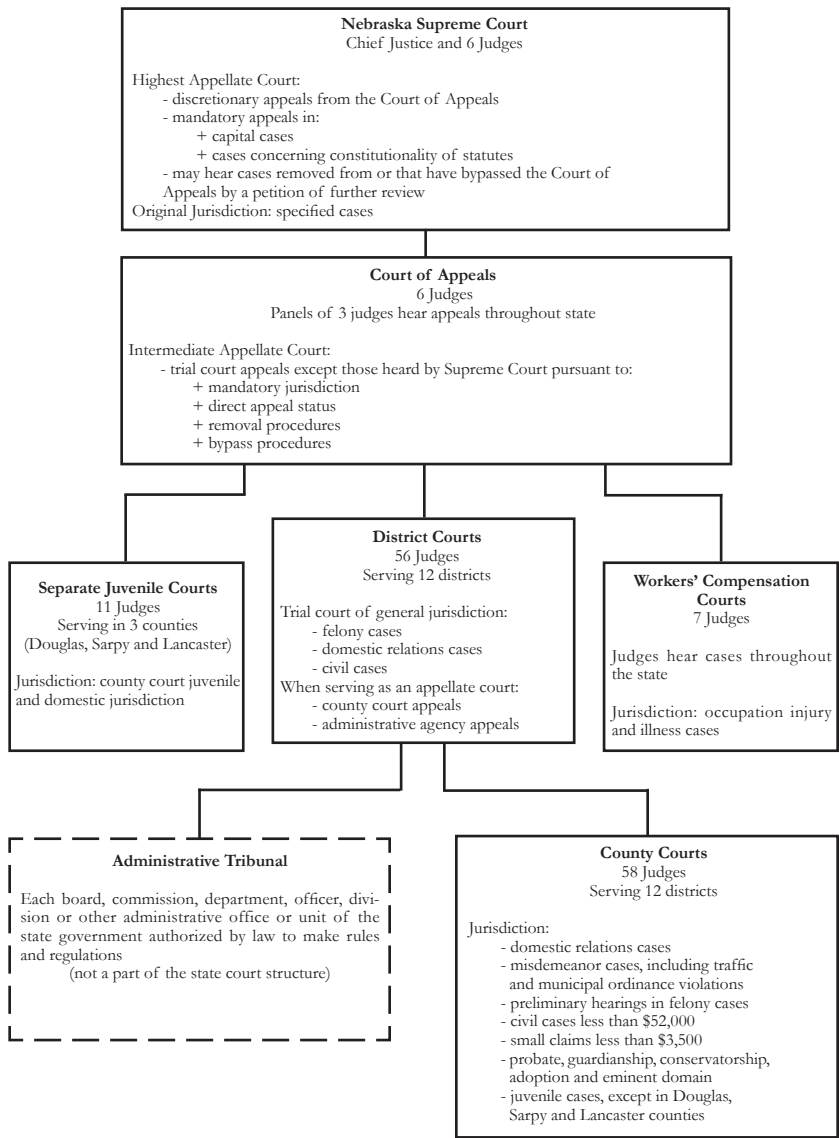 Nebraska Supreme Court
Chief Justice and 6 Judges
Highest Appellate Court:
- discretionary appeals from the Court of Appeals
- mandatory appeals in:
+ capital cases
+ cases concerning constitutionality of statutes
- may hear cases removed from or that have bypassed the Court of
Appeals by a petition of further review
Original Jurisdiction: specified cases
Court of Appeals
6 Judges
Panels of 3 judges hear appeals throughout state
Intermediate Appellate Court:
- trial court appeals except those heard by Supreme Court pursuant to:
+ mandatory jurisdiction
+ direct appeal status
+ removal procedures
+ bypass procedures
Separate Juvenile Courts
11 Judges
Serving in 3 counties
(Douglas, Sarpy and Lancaster)
Jurisdiction: county court juvenile
and domestic jurisdiction
District Courts
56 Judges
Serving 12 districts
Trial court of general jurisdiction:
- felony cases
- domestic relations cases
- civil cases
When serving as an appellate court:
- county court appeals
- administrative agency appeals
Workers' Compensation
Courts
7 Judges
Judges hear cases throughout
the state
Jurisdiction: occupation injury
and illness cases
Administrative Tribunal
Each board, commission, department, officer, divi-
sion or other administrative office or unit of the
state government authorized by law to make rules
and regulations
(not a part of the state court structure)
County Courts
58 Judges
Serving 12 districts
Jurisdiction:
- domestic relations cases
- misdemeanor cases, including traffic
and municipal ordinance violations
- preliminary hearings in felony cases
- civil cases less than $52,000
- small claims less than $3,500
- probate, guardianship, conservatorship,
adoption and eminent domain
- juvenile cases, except in Douglas,
Sarpy and Lancaster counties